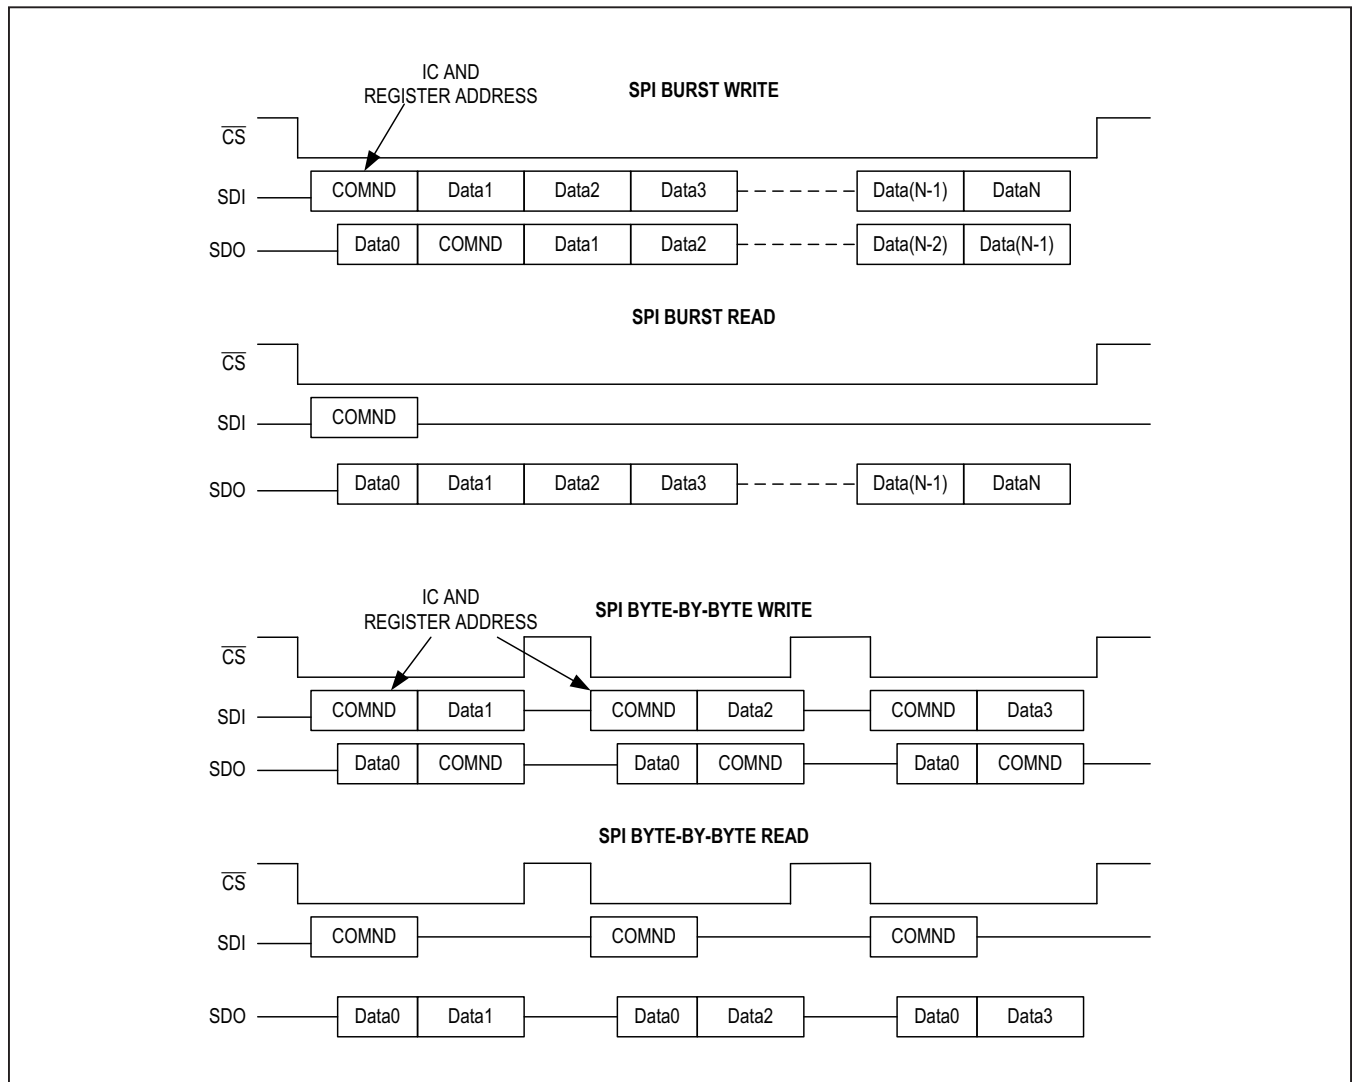 IC AND
REGISTER ADDRESS
SPI BURST WRITE
CS
SDI COMND Data1 Data2 Data3 Data(N-1) DataN
SDO Data0 COMND Data1 Data2 Data(N-2) Data(N-1)
SPI BURST READ
CS
SDI COMND
SDO Data0 Data1 Data2 Data3 Data(N-1) DataN
IC AND
REGISTER ADDRESS
SPI BYTE-BY-BYTE WRITE
CS
SDI COMND Data1 COMND Data2 COMND Data3
SDO Data0 COMND Data0 COMND Data0 COMND
SPI BYTE-BY-BYTE READ
CS
SDI COMND COMND COMND
SDO Data0 Data1 Data0 Data2 Data0 Data3